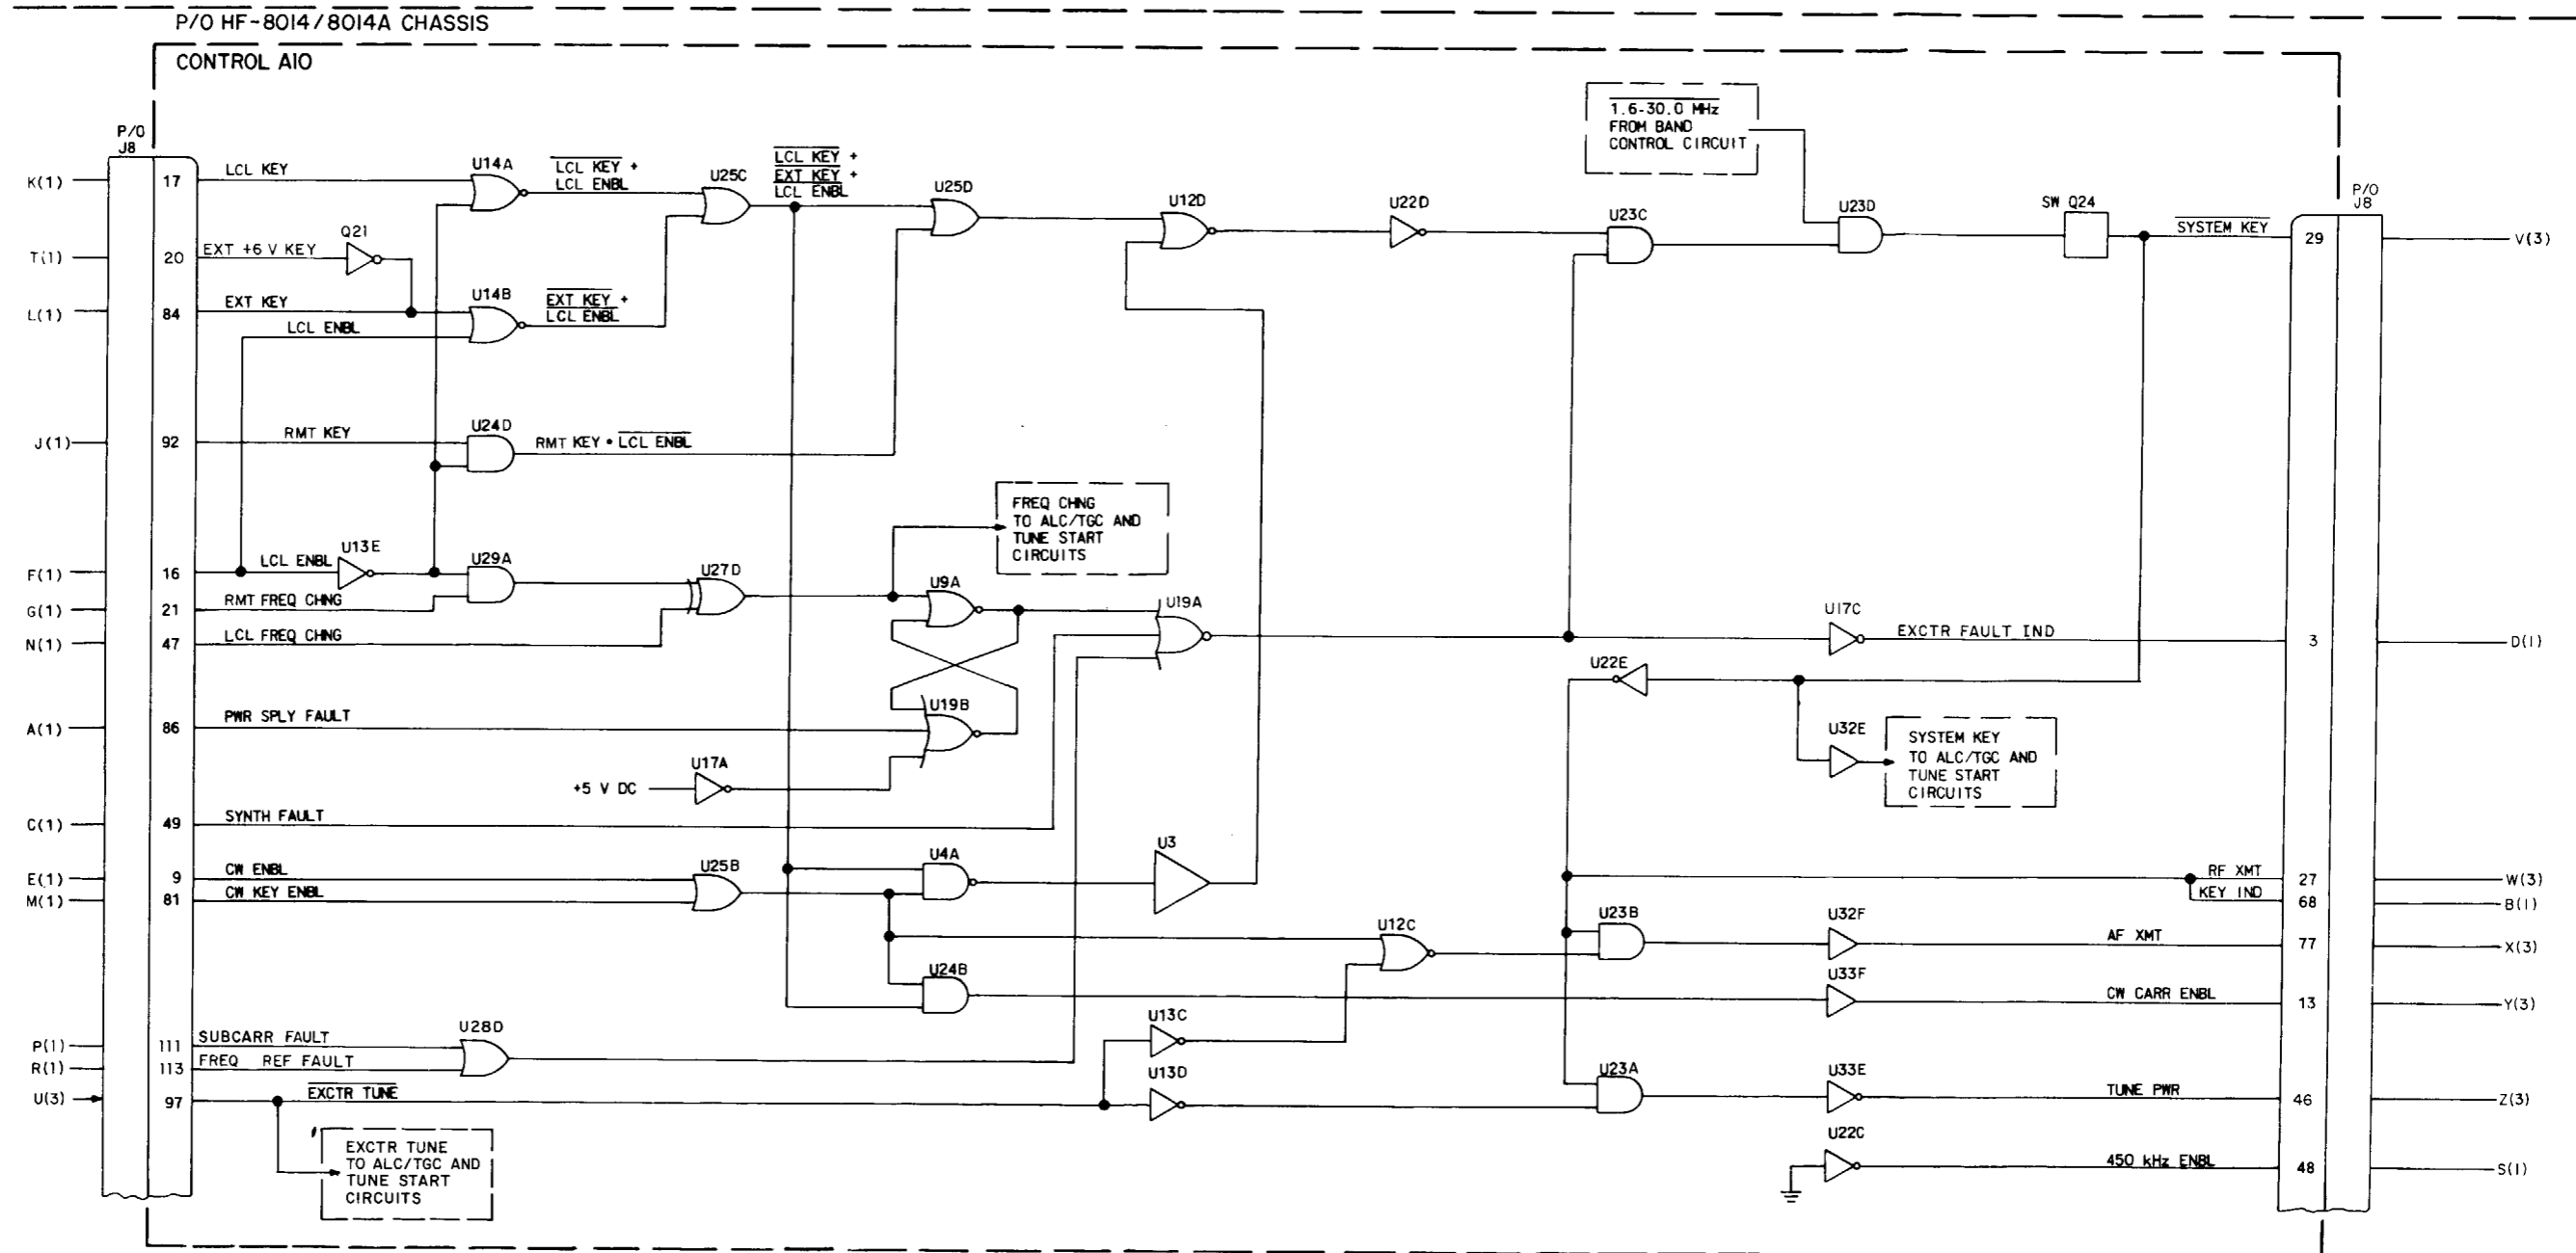 P/O HF-8014/8014A CHASSIS
CONTROL A10
P/O
J8
K(1)
17
LCL KEY
U14A
LCL KEY +
LCL ENBL
U25C
LCL KEY +
EXT KEY +
LCL ENBL
U25D
U12D
U22D
1.6-30.0 MHz
FROM BAND
CONTROL CIRCUIT
U23C
U23D
SW Q24
SYSTEM KEY
P/O
J8
29
V(3)
T(1)
20
EXT +6 V KEY
Q21
L(1)
84
EXT KEY
LCL ENBL
U14B
EXT KEY +
LCL ENBL
J(1)
92
RMT KEY
U24D
RMT KEY • LCL ENBL
FREQ CHNG
TO ALC/TGC AND
TUNE START
CIRCUITS
F(1)
16
LCL ENBL
U13E
U29A
U27D
U9A
U19A
G(1)
21
RMT FREQ CHNG
N(1)
47
LCL FREQ CHNG
U17C
EXCTR FAULT IND
3
D(1)
U22E
A(1)
86
PWR SPLY FAULT
U19B
U32E
SYSTEM KEY
TO ALC/TGC AND
TUNE START
CIRCUITS
+5 V DC
U17A
C(1)
49
SYNTH FAULT
E(1)
9
CW ENBL
M(1)
81
CW KEY ENBL
U25B
U4A
U3
RF XMT
27
W(3)
KEY IND
68
B(1)
U12C
U23B
U32F
AF XMT
77
X(3)
U24B
U33F
CW CARR ENBL
13
Y(3)
P(1)
111
SUBCARR FAULT
R(1)
113
FREQ REF FAULT
U28D
U13C
U(3)
97
EXCTR TUNE
U13D
U23A
U33E
TUNE PWR
46
Z(3)
EXCTR TUNE
TO ALC/TGC AND
TUNE START
CIRCUITS
U22C
450 kHz ENBL
48
S(1)